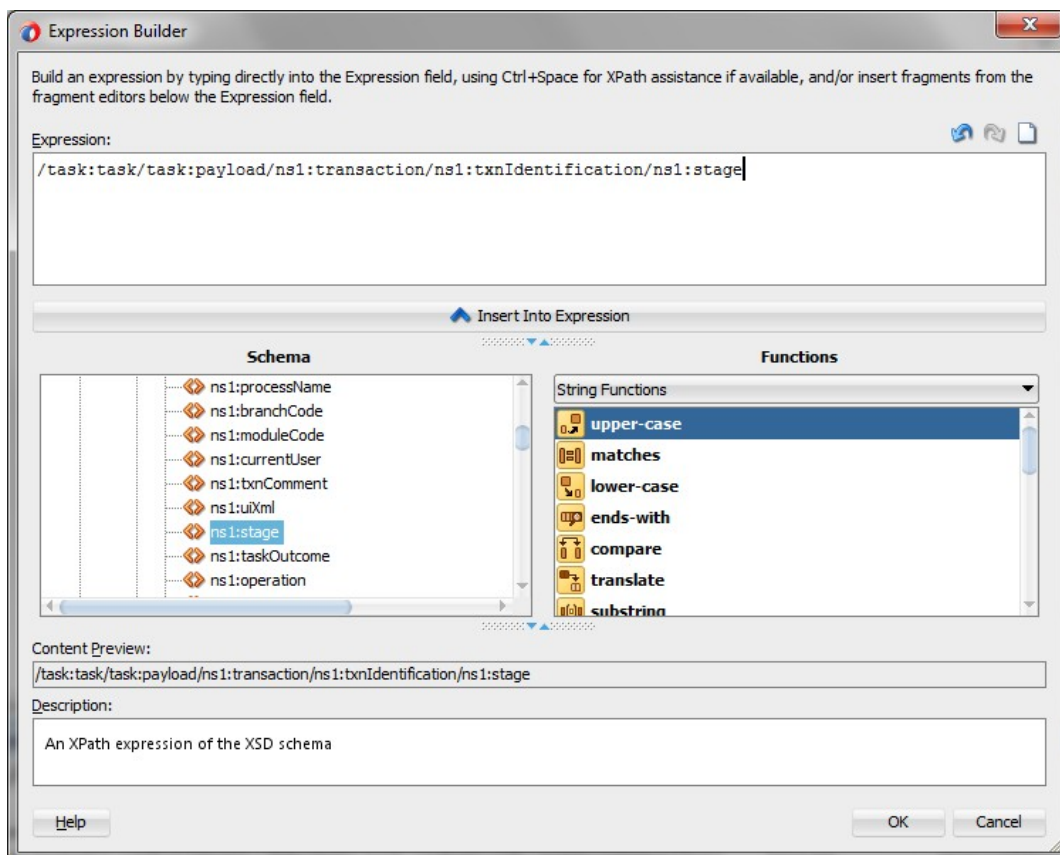 Expression Builder
Build an expression by typing directly into the Expression field, using Ctrl+Space for XPath assistance if available, and/or insert fragments from the
fragment editors below the Expression field.
Expression:
/task:task/task:payload/ns1:transaction/ns1:txnIdentification/ns1:stage
Insert Into Expression
Schema
ns1:processName
ns1:branchCode
ns1:moduleCode
ns1:currentUser
ns1:txnComment
ns1:uiXml
ns1:stage
ns1:taskOutcome
ns1:operation
Functions
String Functions
upper-case
matches
lower-case
ends-with
compare
translate
substring
Content Preview:
/task:task/task:payload/ns1:transaction/ns1:txnIdentification/ns1:stage
Description:
An XPath expression of the XSD schema
Help
OK
Cancel